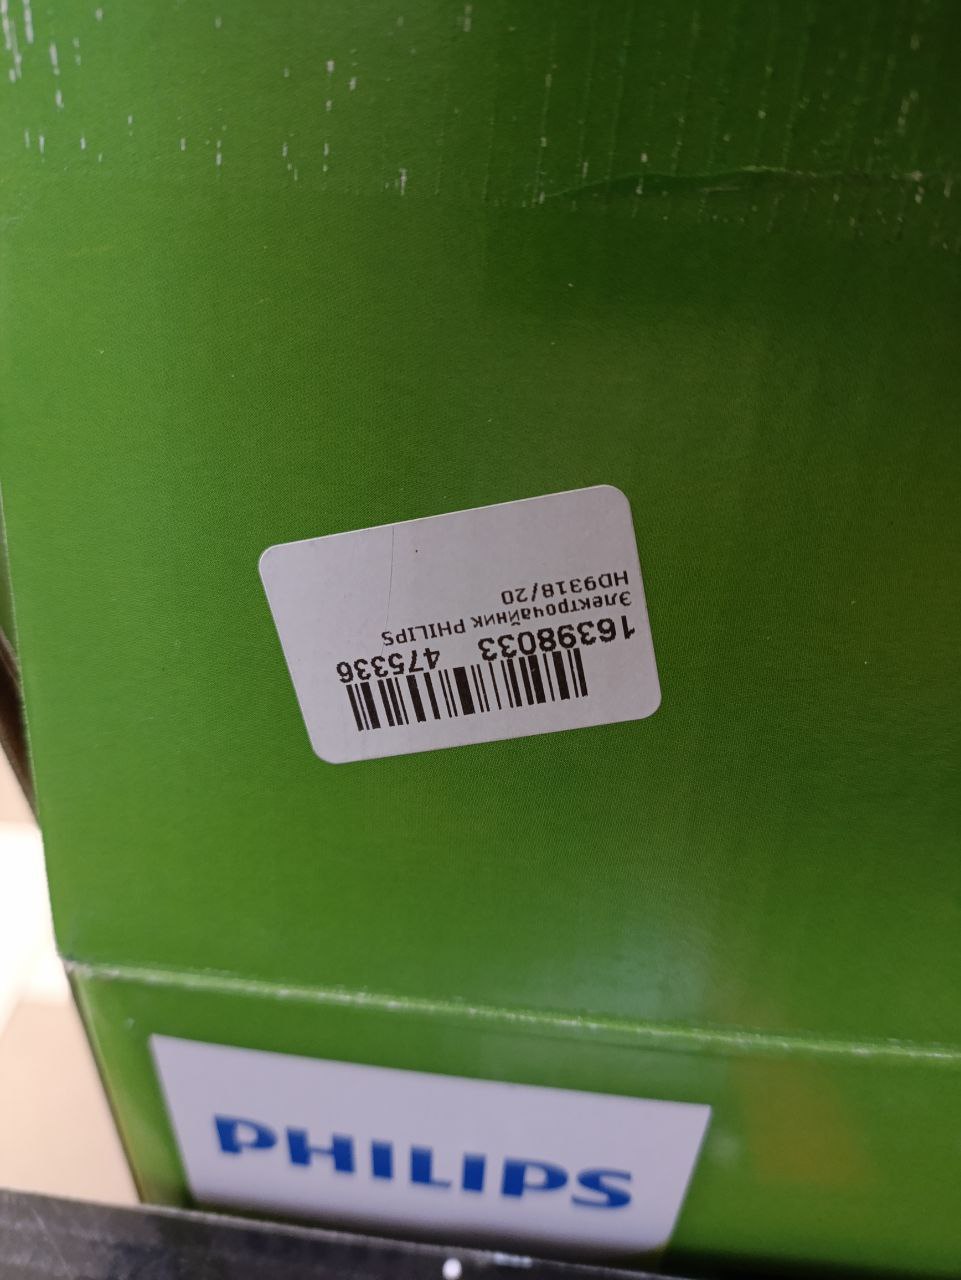 16398033 475336
Электрочайник PHILIPS
HD9318/20
PHILIPS